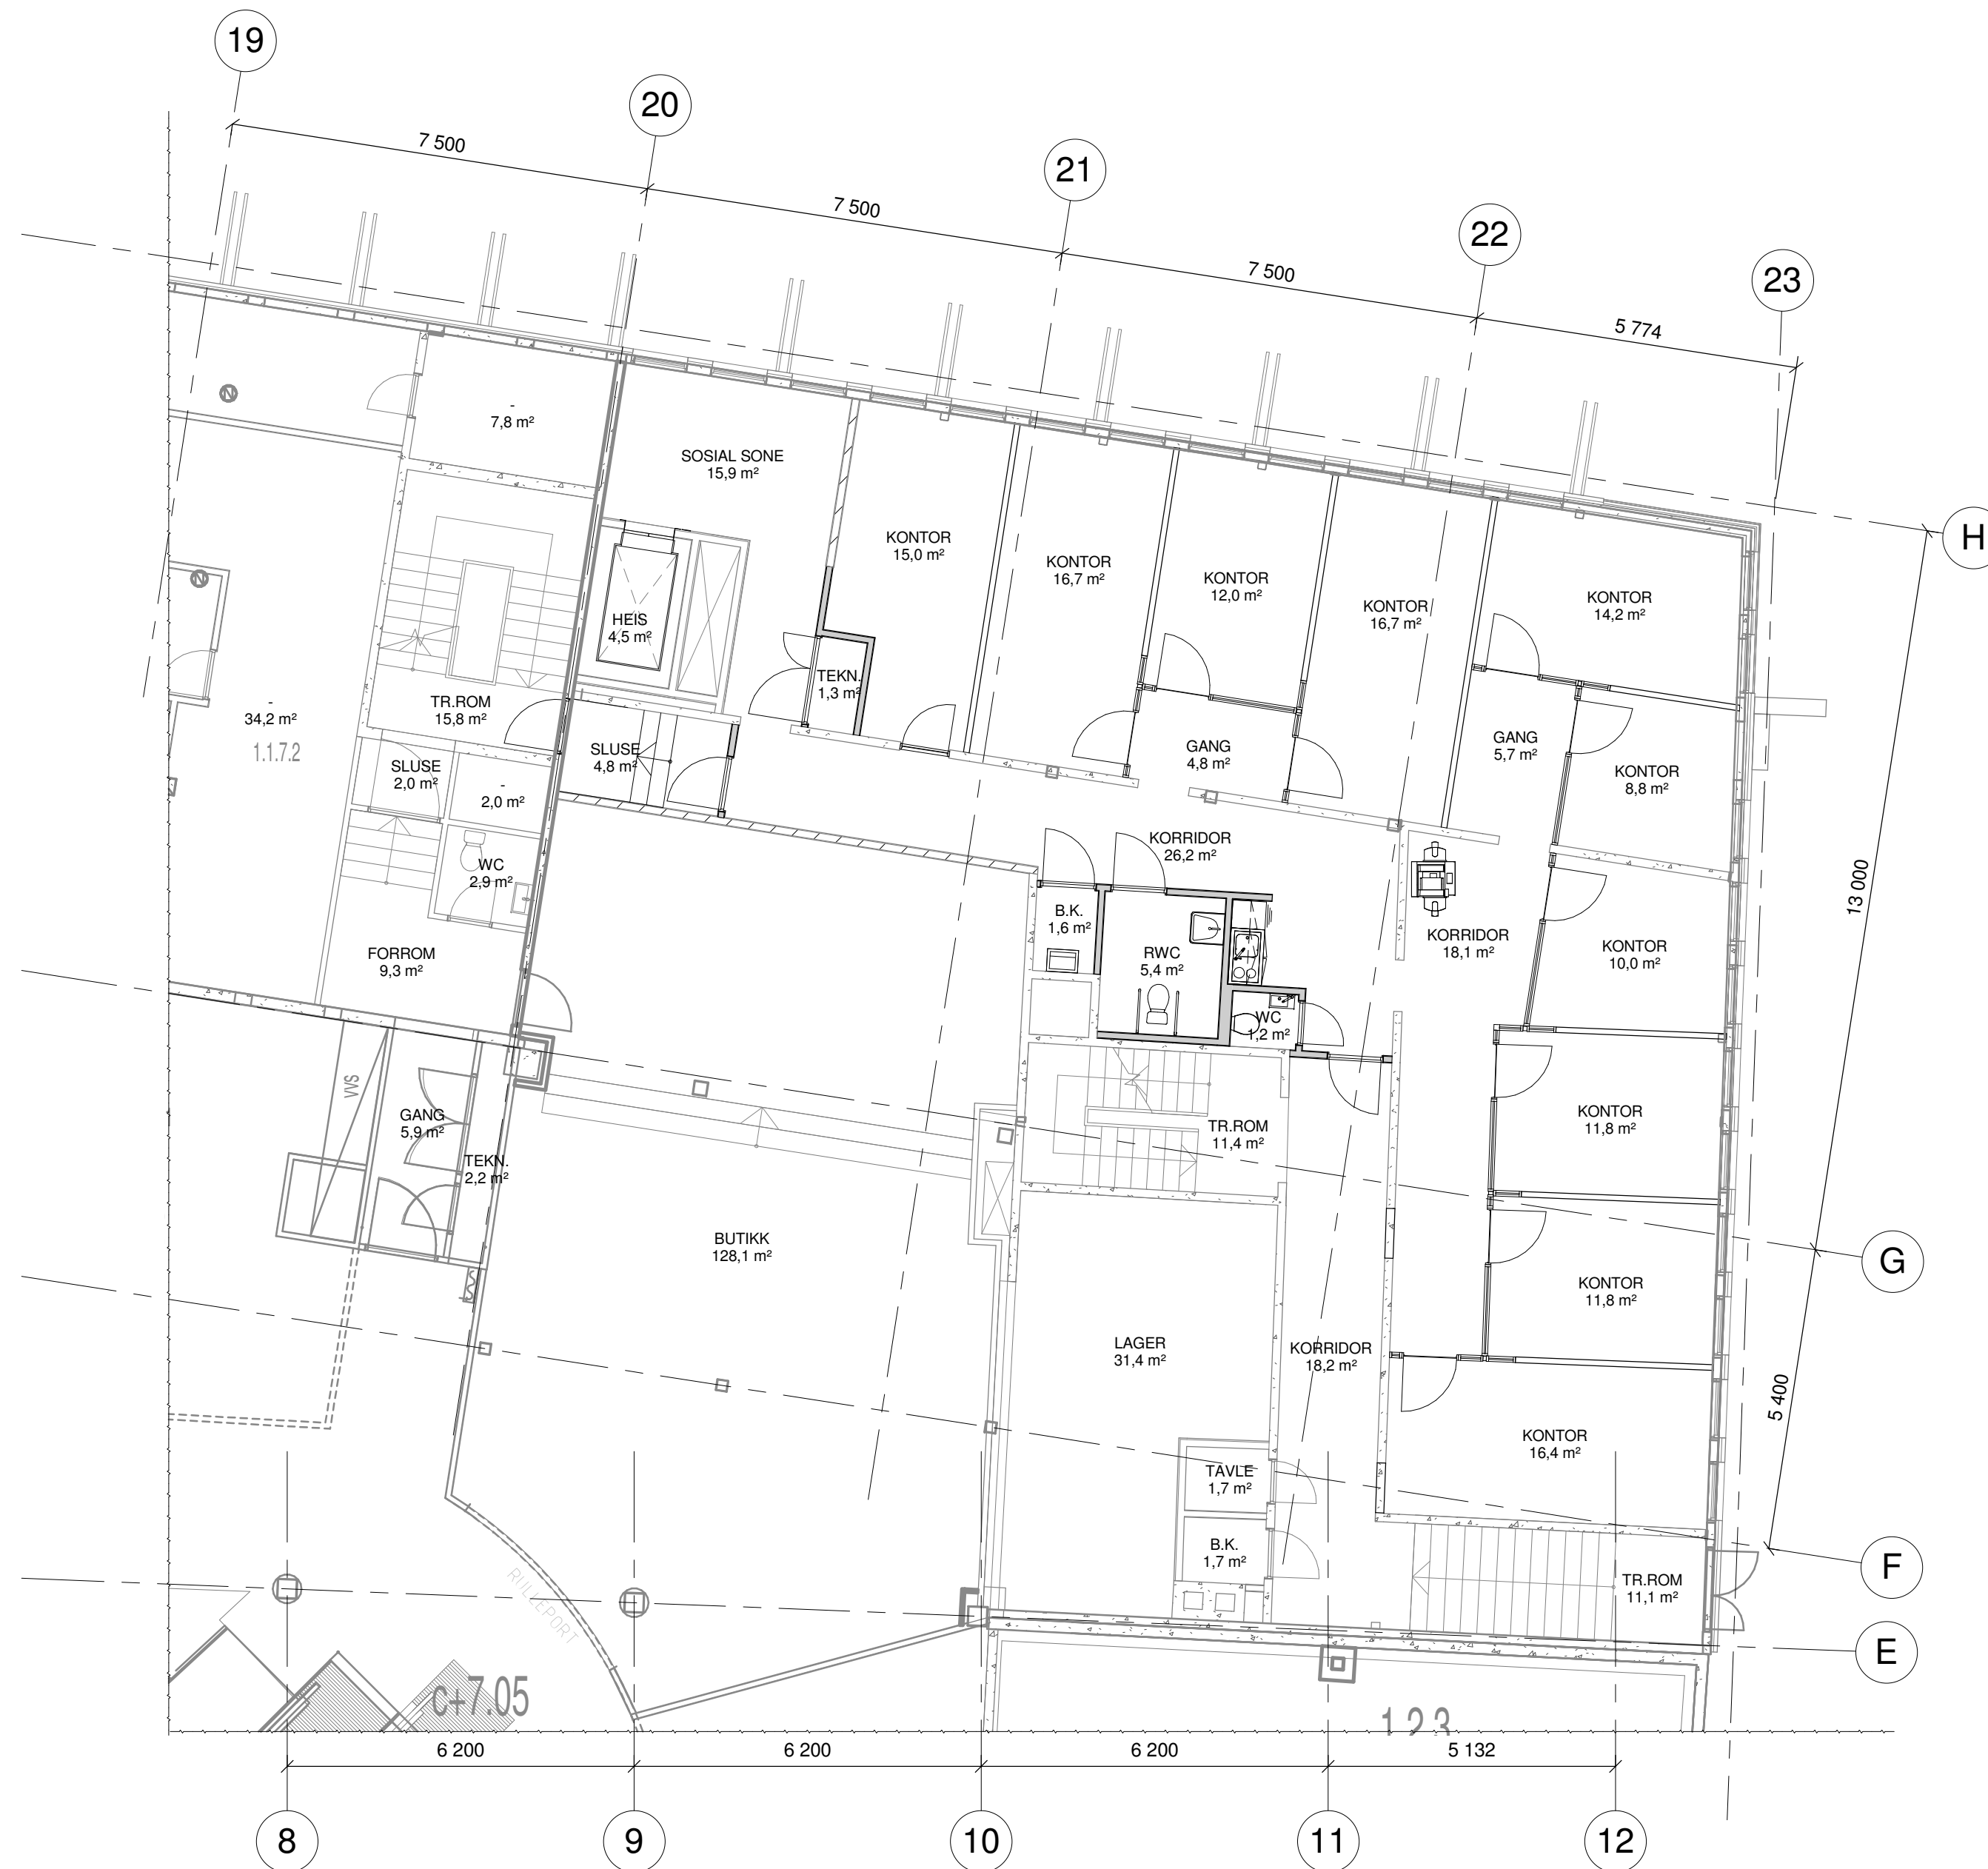 19
20
21
22
23
7 500
7 500
7 500
5 774
H
-
7,8 m²
SOSIAL SONE
15,9 m²
KONTOR
15,0 m²
KONTOR
16,7 m²
KONTOR
12,0 m²
KONTOR
16,7 m²
KONTOR
14,2 m²
HEIS
4,5 m²
TEKN.
1,3 m²
TR.ROM
15,8 m²
-
34,2 m²
1.1.7.2
SLUSE
4,8 m²
GANG
4,8 m²
GANG
5,7 m²
KONTOR
8,8 m²
SLUSE
2,0 m²
-
2,0 m²
WC
2,9 m²
KORRIDOR
26,2 m²
13 000
B.K.
1,6 m²
RWC
5,4 m²
KORRIDOR
18,1 m²
KONTOR
10,0 m²
FORROM
9,3 m²
WC
1,2 m²
VVS
GANG
5,9 m²
TEKN.
2,2 m²
TR.ROM
11,4 m²
KONTOR
11,8 m²
BUTIKK
128,1 m²
G
KONTOR
11,8 m²
LAGER
31,4 m²
KORRIDOR
18,2 m²
5 400
KONTOR
16,4 m²
TAVLE
1,7 m²
B.K.
1,7 m²
F
TR.ROM
11,1 m²
RULLEPORT
E
c+7.05
1.2.3
6 200
6 200
6 200
5 132
8
9
10
11
12